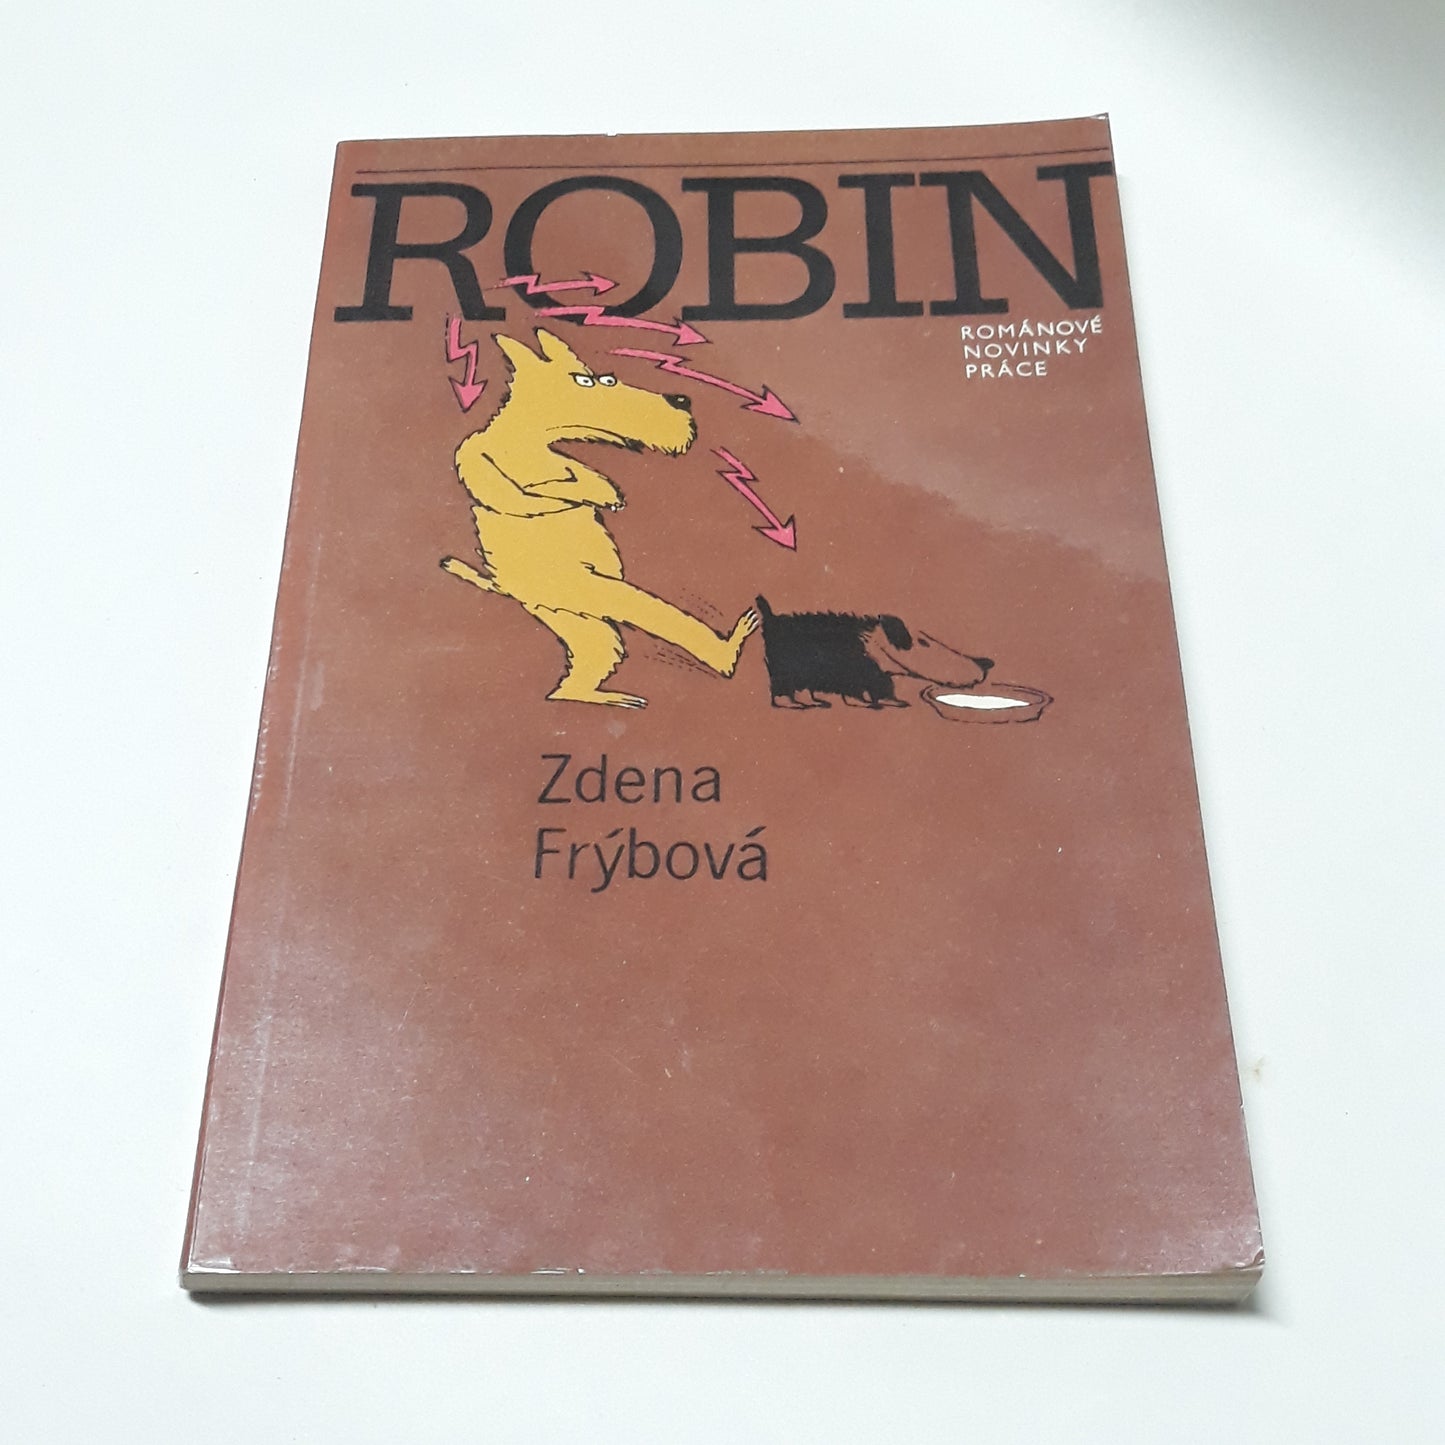 ROBIN
ROMÁNOVÉ
NOVINKY
PRÁCE
Zdena
Frýbová